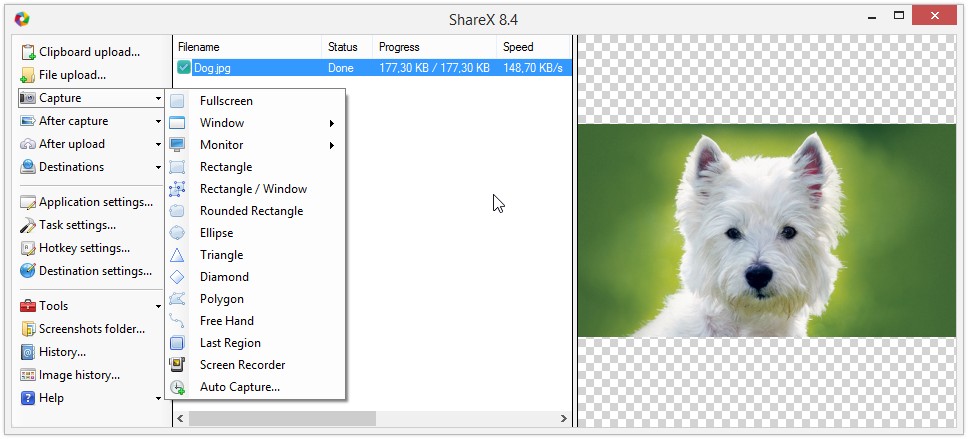 ShareX 8.4
Clipboard upload...
File upload...
Capture
After capture
After upload
Destinations
Application settings...
Task settings...
Hotkey settings...
Destination settings...
Tools
Screenshots folder...
History...
Image history...
Help
Fullscreen
Window
Monitor
Rectangle
Rectangle / Window
Rounded Rectangle
Ellipse
Triangle
Diamond
Polygon
Free Hand
Last Region
Screen Recorder
Auto Capture...
Filename Status Progress Speed
Dog.jpg Done 177,30 KB / 177,30 KB 148,70 KB/s